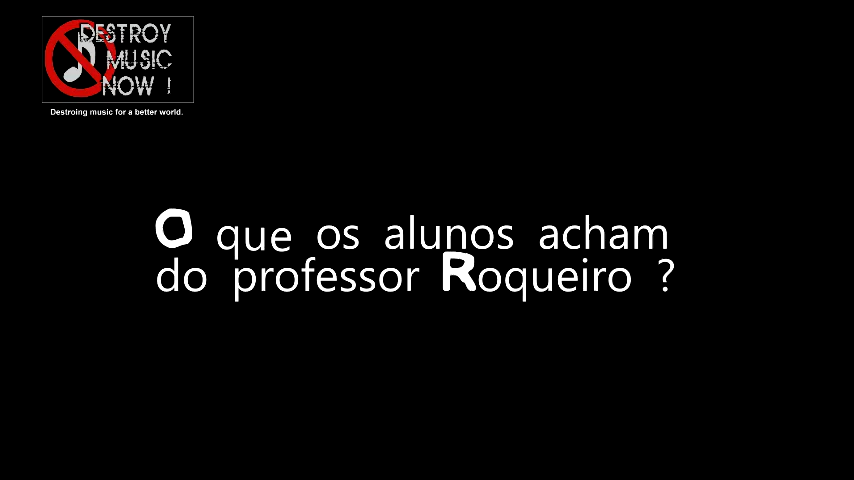 DESTROY
MUSIC
NOW !
Destroing music for a better world.
O que os alunos acham
do professor Roqueiro ?